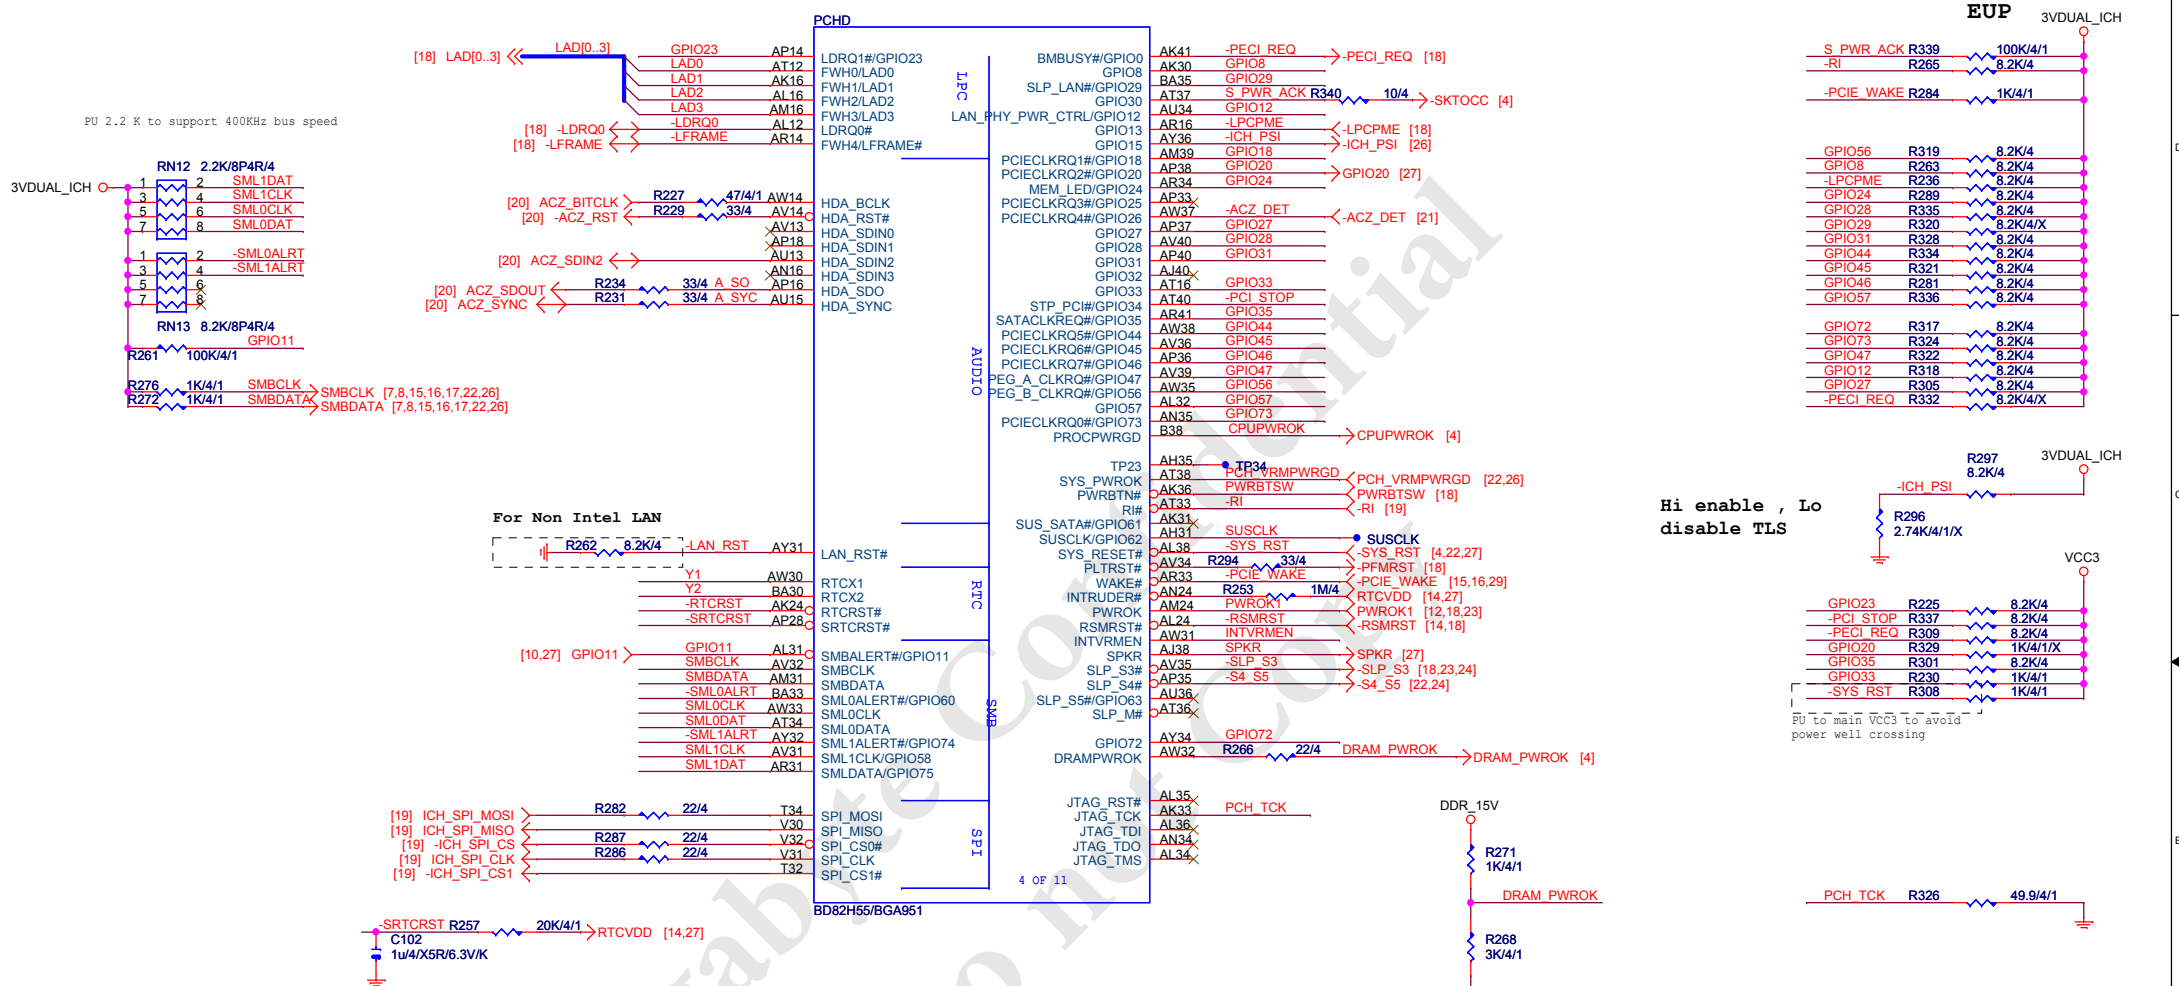 PCHD
EUP
3VDUAL_ICH
[18] LAD[0..3]
LAD[0..3]
GPIO23 AP14 LDRQ1#/GPIO23
LAD0 AT12 FWH0/LAD0
LAD1 AK16 FWH1/LAD1
LAD2 AL16 FWH2/LAD2
LAD3 AM16 FWH3/LAD3
[18] -LDRQ0 -LDRQ0 AL12 LDRQ0#
[18] -LFRAME -LFRAME AR14 FWH4/LFRAME#
LPC
PU 2.2 K to support 400KHz bus speed
RN12 2.2K/8P4R/4
3VDUAL_ICH
1 2 SML1DAT
3 4 SML1CLK
5 6 SML0CLK
7 8 SML0DAT
1 2 -SML0ALRT
3 4 -SML1ALRT
5 6
7 8
RN13 8.2K/8P4R/4
GPIO11
R261 100K/4/1
R276 1K/4/1 SMBCLK SMBCLK [7,8,15,16,17,22,26]
R272 1K/4/1 SMBDATA SMBDATA [7,8,15,16,17,22,26]
[20] ACZ_BITCLK R227 47/4/1 AW14 HDA_BCLK
[20] -ACZ_RST R229 33/4 AV14 HDA_RST#
AV13 HDA_SDIN0
AP18 HDA_SDIN1
[20] ACZ_SDIN2 AU13 HDA_SDIN2
AN16 HDA_SDIN3
[20] ACZ_SDOUT R234 33/4 A_SO AP16 HDA_SDO
[20] ACZ_SYNC R231 33/4 A_SYC AU15 HDA_SYNC
AUDIO
For Non Intel LAN
R262 8.2K/4 -LAN_RST AY31 LAN_RST#
Y1 AW30 RTCX1
Y2 BA30 RTCX2
-RTCRST AK24 RTCRST#
-SRTCRST AP28 SRTCRST#
RTC
[10,27] GPIO11 GPIO11 AL31 SMBALERT#/GPIO11
SMBCLK AV32 SMBCLK
SMBDATA AM31 SMBDATA
-SML0ALRT BA33 SML0ALERT#/GPIO60
SML0CLK AW33 SML0CLK
SML0DAT AT34 SML0DATA
-SML1ALRT AY32 SML1ALERT#/GPIO74
SML1CLK AV31 SML1CLK/GPIO58
SML1DAT AR31 SMLDATA/GPIO75
SMB
[19] ICH_SPI_MOSI R282 22/4 T34 SPI_MOSI
[19] ICH_SPI_MISO V30 SPI_MISO
[19] -ICH_SPI_CS R287 22/4 V32 SPI_CS0#
[19] ICH_SPI_CLK R286 22/4 V31 SPI_CLK
[19] -ICH_SPI_CS1 T32 SPI_CS1#
SPI
4 OF 11
BD82H55/BGA951
-SRTCRST R257 20K/4/1 RTCVDD [14,27]
C102
1u/4/X5R/6.3V/K
BMBUSY#/GPIO0 AK41 -PECI_REQ -PECI_REQ [18]
GPIO8 AK30 GPIO8
SLP_LAN#/GPIO29 BA35 GPIO29
GPIO30 AT37 S_PWR_ACK R340 10/4 -SKTOCC [4]
LAN_PHY_PWR_CTRL/GPIO12 AU34 GPIO12
GPIO13 AR16 -LPCPME -LPCPME [18]
GPIO15 AY36 -ICH_PSI -ICH_PSI [26]
PCIECLKRQ1#/GPIO18 AM39 GPIO18
PCIECLKRQ2#/GPIO20 AP38 GPIO20 GPIO20 [27]
MEM_LED/GPIO24 AR34 GPIO24
PCIECLKRQ3#/GPIO25 AP33
PCIECLKRQ4#/GPIO26 AW37 -ACZ_DET -ACZ_DET [21]
GPIO27 AP37 GPIO27
GPIO28 AV40 GPIO28
GPIO31 AP40 GPIO31
GPIO32 AJ40
GPIO33 AT16 GPIO33
STP_PCI#/GPIO34 AT40 -PCI_STOP
SATACLKREQ#/GPIO35 AR41 GPIO35
PCIECLKRQ5#/GPIO44 AW38 GPIO44
PCIECLKRQ6#/GPIO45 AV36 GPIO45
PCIECLKRQ7#/GPIO46 AP36 GPIO46
PEG_A_CLKRQ#/GPIO47 AV39 GPIO47
PEG_B_CLKRQ#/GPIO56 AW35 GPIO56
GPIO57 AL32 GPIO57
PCIECLKRQ0#/GPIO73 AN35 GPIO73
PROCPWRGD B38 CPUPWROK CPUPWROK [4]
TP23 AH35 TP34
SYS_PWROK AT38 PCH_VRMPWRGD PCH_VRMPWRGD [22,26]
PWRBTN# AK36 PWRBTSW PWRBTSW [18]
RI# AT33 -RI -RI [19]
SUS_SATA#/GPIO61 AK31
SUSCLK/GPIO62 AH31 SUSCLK SUSCLK
SYS_RESET# AL38 -SYS_RST -SYS_RST [4,22,27]
PLTRST# AV34 R294 33/4 -PFMRST [18]
WAKE# AR33 -PCIE_WAKE -PCIE_WAKE [15,16,29]
INTRUDER# AN24 R253 1M/4 RTCVDD [14,27]
PWROK AM24 PWROK1 PWROK1 [12,18,23]
RSMRST# AL24 -RSMRST -RSMRST [14,18]
INTVRMEN AW31 INTVRMEN
SPKR AJ38 SPKR SPKR [27]
SLP_S3# AV35 -SLP_S3 -SLP_S3 [18,23,24]
SLP_S4# AP35 -S4_S5 -S4_S5 [22,24]
SLP_S5#/GPIO63 AU36
SLP_M# AT36
GPIO72 AY34 GPIO72
DRAMPWROK AW32 R266 22/4 DRAM_PWROK DRAM_PWROK [4]
JTAG_RST# AL35
JTAG_TCK AK33 PCH_TCK
JTAG_TDI AL36
JTAG_TDO AN34
JTAG_TMS AL34
DDR_15V
R271
1K/4/1
DRAM_PWROK
R268
3K/4/1
S_PWR_ACK R339 100K/4/1
-RI R265 8.2K/4
-PCIE_WAKE R284 1K/4/1
GPIO56 R319 8.2K/4
GPIO8 R263 8.2K/4
-LPCPME R236 8.2K/4
GPIO24 R289 8.2K/4
GPIO28 R335 8.2K/4
GPIO29 R320 8.2K/4/X
GPIO31 R328 8.2K/4
GPIO44 R334 8.2K/4
GPIO45 R321 8.2K/4
GPIO46 R281 8.2K/4
GPIO57 R336 8.2K/4
GPIO72 R317 8.2K/4
GPIO73 R324 8.2K/4
GPIO47 R322 8.2K/4
GPIO12 R318 8.2K/4
GPIO27 R305 8.2K/4
-PECI_REQ R332 8.2K/4/X
R297
8.2K/4
3VDUAL_ICH
-ICH_PSI
Hi enable , Lo
disable TLS
R296
2.74K/4/1/X
VCC3
GPIO23 R225 8.2K/4
-PCI_STOP R337 8.2K/4
-PECI_REQ R309 8.2K/4
GPIO20 R329 1K/4/1/X
GPIO35 R301 8.2K/4
GPIO33 R230 1K/4/1
-SYS_RST R308 1K/4/1
PU to main VCC3 to avoid
power well crossing
PCH_TCK R326 49.9/4/1
D
C
B
abyte Confidential
o not Copy